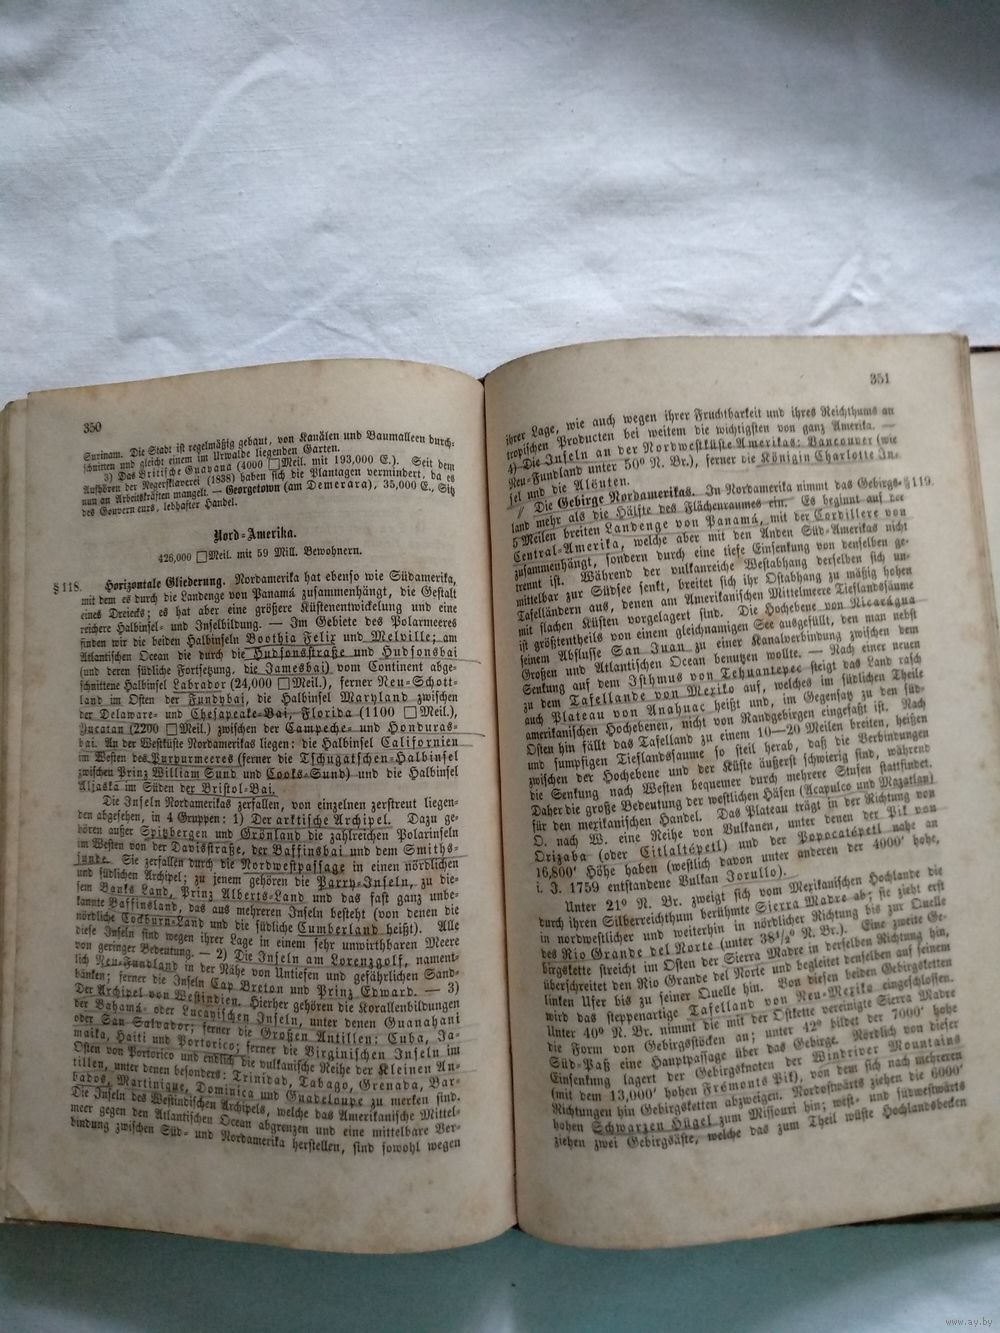 350
Surinam. Die Stadt ist regelmäßig gebaut, von Kanälen und Baumalleen durch-
schnitten und gleicht einem im Urwalde liegenden Garten.
3) Das Britische Guayana (4000 □Meil. mit 193,000 E.). Seit dem
Aufhören der Negersklaverei (1838) haben sich die Plantagen vermindert, da es
nun an Arbeitskräften mangelt. — Georgetown (am Demerara), 35,000 E., Sitz
des Gouverneurs, lebhafter Handel.
Nord-Amerika.
426,000 □Meil. mit 59 Mill. Bewohnern.
§ 118. Horizontale Gliederung. Nordamerika hat ebenso wie Südamerika,
mit dem es durch die Landenge von Panamá zusammenhängt, die Gestalt
eines Dreiecks; es hat aber eine größere Küstenentwickelung und eine
reichere Halbinsel- und Inselbildung. — Im Gebiete des Polarmeeres
finden wir die beiden Halbinseln Boothia Felix und Melville; am
Atlantischen Ocean die durch die Hudsonstraße und Hudsonsbai
(und deren südliche Fortsetzung, die Jamesbai) vom Continent abge-
schnittene Halbinsel Labrador (24,000 □Meil.), ferner Neu-Schott-
land im Osten der Fundybai, die Halbinsel Maryland zwischen
der Delaware- und Chesapeake-Bai, Florida (1100 □Meil.),
Yucatan (2200 □Meil.) zwischen der Campeche- und Honduras-
bai. An der Westküste Nordamerikas liegen: die Halbinsel Californien
im Westen des Purpurmeeres (ferner die Tschugatschen-Halbinsel
zwischen Prinz William Sund und Cooks-Sund) und die Halbinsel
Aljaska im Süden der Bristol-Bai.
Die Inseln Nordamerikas zerfallen, von einzelnen zerstreut liegen-
den abgesehen, in 4 Gruppen: 1) Der arktische Archipel. Dazu ge-
hören außer Spitzbergen und Grönland die zahlreichen Polarinseln
im Westen von der Davisstraße, der Baffinsbai und dem Smiths-
sunde. Sie zerfallen durch die Nordwestpassage in einen nördlichen
und südlichen Archipel; zu jenem gehören die Parry-Inseln, zu die-
sem Banks Land, Prinz Alberts-Land und das fast ganz unbe-
kannte Baffinsland, das aus mehreren Inseln besteht (von denen die
nördliche Cockburn-Land und die südliche Cumberland heißt). Alle
diese Inseln sind wegen ihrer Lage in einem sehr unwirthbaren Meere
von geringer Bedeutung. — 2) Die Inseln am Lorenzgolf, nament-
lich Neu-Fundland in der Nähe von Untiefen und gefährlichen Sand-
bänken; ferner die Inseln Cap Breton und Prinz Edward. — 3)
Der Archipel von Westindien. Hierher gehören die Korallenbildungen
der Bahama- oder Lucayischen Inseln, unter denen Guanahani
oder San Salvador; ferner die Großen Antillen: Cuba, Ja-
maika, Haiti und Portorico; ferner die Virginischen Inseln im
Osten von Portorico und endlich die vulkanische Reihe der Kleinen An-
tillen, unter denen besonders: Trinidad, Tabago, Grenada, Bar-
bados, Martinique, Dominica und Guadeloupe zu merken sind.
Die Inseln des Westindischen Archipels, welche das Amerikanische Mittel-
meer gegen den Atlantischen Ocean abgrenzen und eine mittelbare Ver-
bindung zwischen Süd- und Nordamerika herstellen, sind sowohl wegen
351
ihrer Lage, wie auch wegen ihrer Fruchtbarkeit und ihres Reichthums an
tropischen Producten bei weitem die wichtigsten von ganz Amerika. —
4) Die Inseln an der Nordwestküste Amerikas: Vancouver (wie
Neu-Fundland unter 50° N. Br.), ferner die Königin Charlotte In-
sel und die Alëuten.
Die Gebirge Nordamerikas. In Nordamerika nimmt das Gebirgs- § 119.
land mehr als die Hälfte des Flächenraumes ein. Es beginnt auf der
5 Meilen breiten Landenge von Panamá, mit der Cordillere von
Central-Amerika, welche aber mit den Anden Süd-Amerikas nicht
zusammenhängt, sondern durch eine tiefe Einsenkung von denselben ge-
trennt ist. Während der vulkanreiche Westabhang derselben sich un-
mittelbar zur Südsee senkt, breitet sich ihr Ostabhang zu mäßig hohen
Tafelländern aus, denen am Amerikanischen Mittelmeere Tieflandsäume
mit flachen Küsten vorgelagert sind. Die Hochebene von Nicarágua
ist größtentheils von einem gleichnamigen See ausgefüllt, den man nebst
seinem Abflusse San Juan zu einer Kanalverbindung zwischen dem
Großen und Atlantischen Ocean benutzen wollte. — Nach einer neuen
Senkung auf dem Isthmus von Tehuantepec steigt das Land rasch
zu dem Tafellande von Mexiko auf, welches im südlichen Theile
auch Plateau von Anahuac heißt und, im Gegensatz zu den süd-
amerikanischen Hochebenen, nicht von Randgebirgen eingefaßt ist. Nach
Osten hin fällt das Tafelland zu einem 10—20 Meilen breiten, heißen
und sumpfigen Tieflandsaume so steil herab, daß die Verbindungen
zwischen der Hochebene und der Küste äußerst schwierig sind, während
die Senkung nach Westen bequemer durch mehrere Stufen stattfindet.
Daher die große Bedeutung der westlichen Häfen (Acapulco und Mazatlan)
für den mexikanischen Handel. Das Plateau trägt in der Richtung von
O. nach W. eine Reihe von Vulkanen, unter denen der Pik von
Orizaba (oder Citlaltépetl) und der Popocatépetl nahe an
16,800′ Höhe haben (westlich davon unter anderen der 4000′ hohe,
i. J. 1759 entstandene Vulkan Jorullo).
Unter 21° N. Br. zweigt sich vom Mexikanischen Hochlande die
durch ihren Silberreichthum berühmte Sierra Madre ab; sie zieht erst
in nordwestlicher und weiterhin in nördlicher Richtung bis zur Quelle
des Rio Grande del Norte (unter 38½° N. Br.). Eine zweite Ge-
birgskette streicht im Osten der Sierra Madre in derselben Richtung hin,
überschreitet den Rio Grande del Norte und begleitet denselben auf seinem
linken Ufer bis zu seiner Quelle hin. Von diesen beiden Gebirgsketten
wird das steppenartige Tafelland von Neu-Mexiko eingeschlossen.
Unter 40° N. Br. nimmt die mit der Ostkette vereinigte Sierra Madre
die Form von Gebirgsstöcken an; unter 42° bildet der 7000′ hohe
Süd-Paß eine Hauptpassage über das Gebirge. Nördlich von dieser
Einsenkung lagert der Gebirgsknoten der Windriver Mountains
(mit dem 13,000′ hohen Frémonts Pik), von dem sich nach mehreren
Richtungen hin Gebirgsketten abzweigen. Nordostwärts ziehen die 6000′
hohen Schwarzen Hügel zum Missouri hin; west- und südwestwärts
ziehen zwei Gebirgsäste, welche das zum Theil wüste Hochlandsbecken
www.ay.by